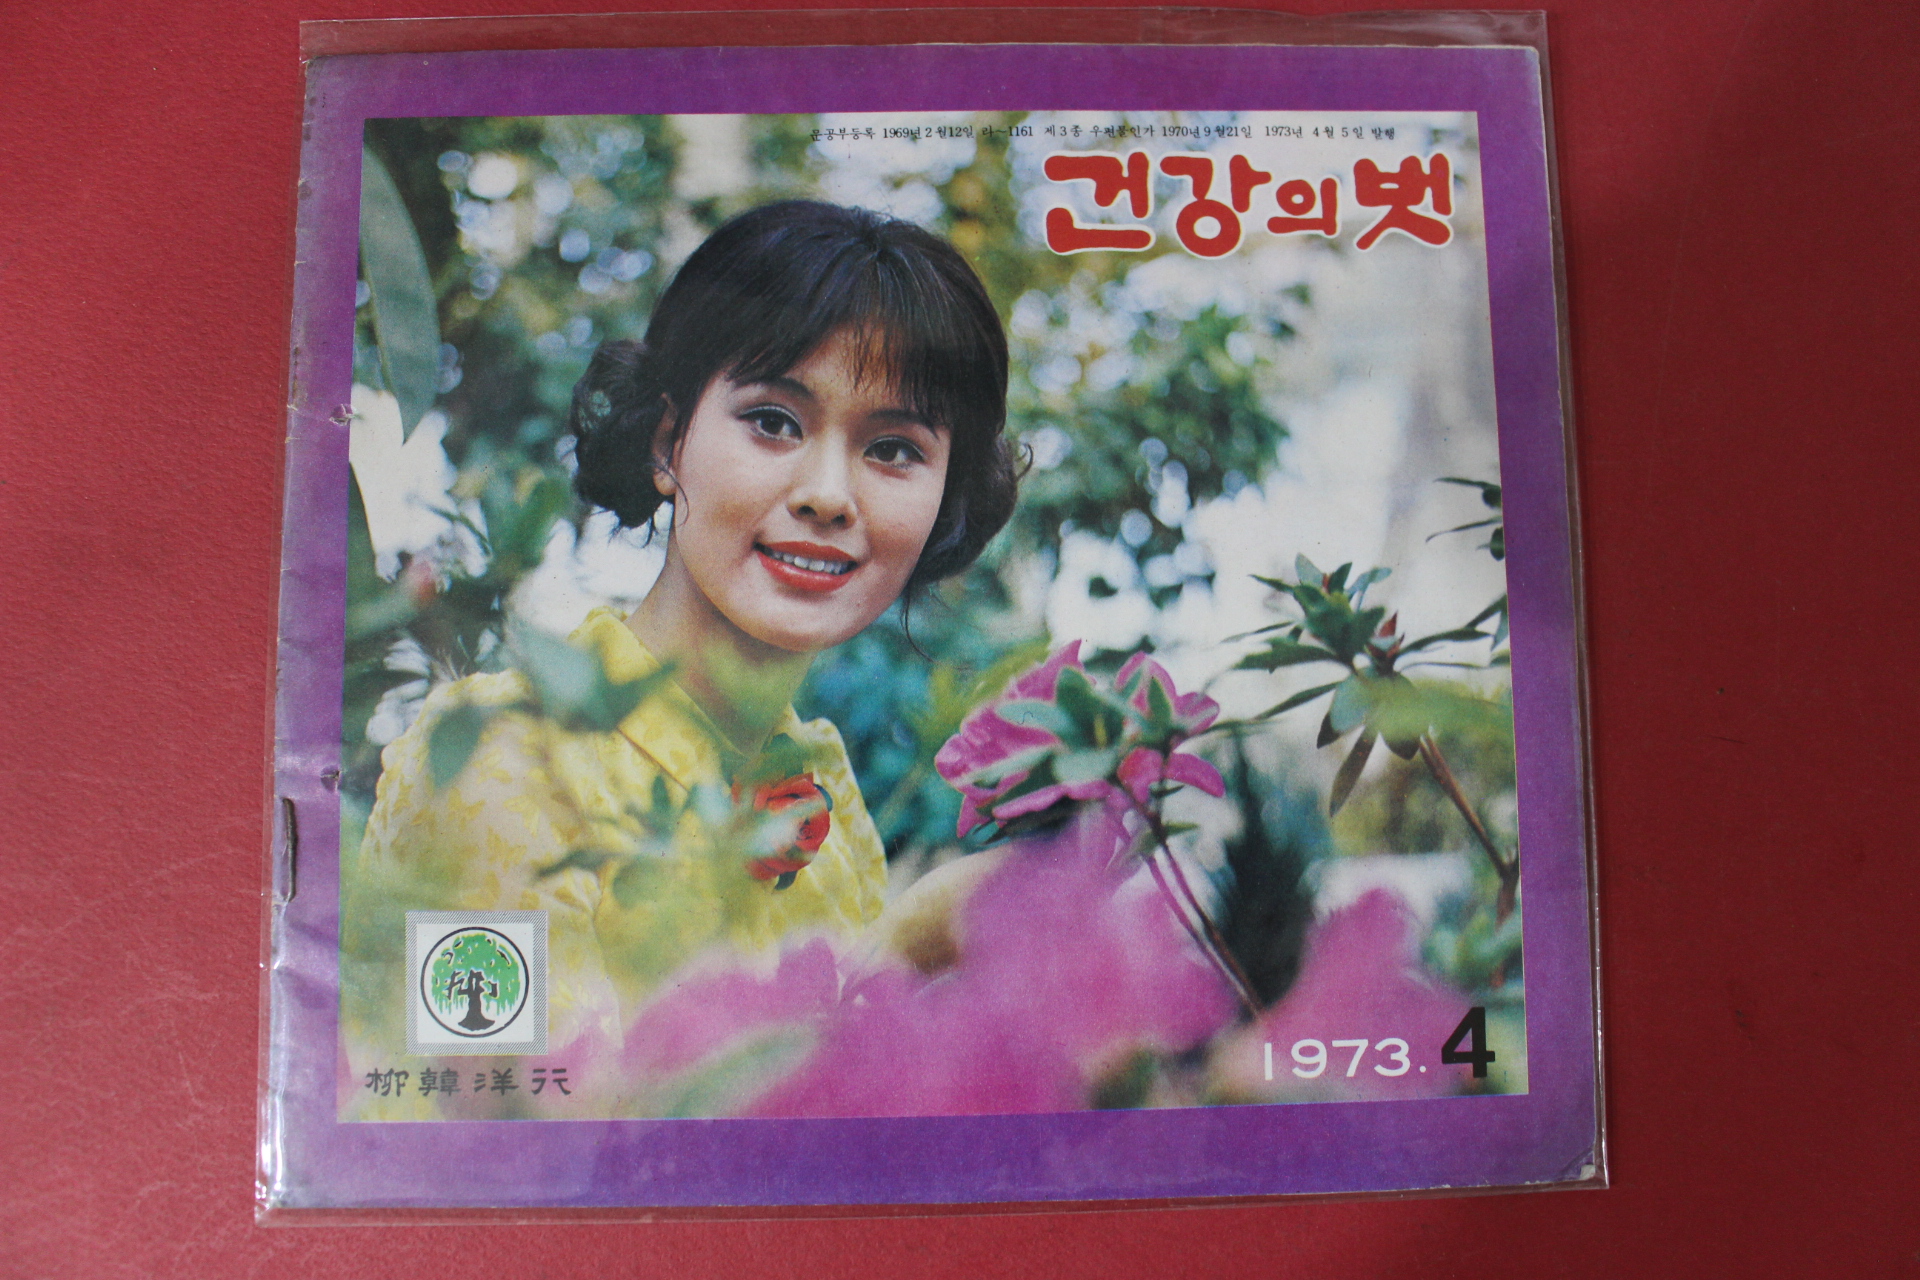 문공부등록 1969년 2월12일 라~1161 제3종 우편물인가 1970년 9월21일 1973년 4월 5일 발행
건강의벗
柳韓洋行
1973. 4